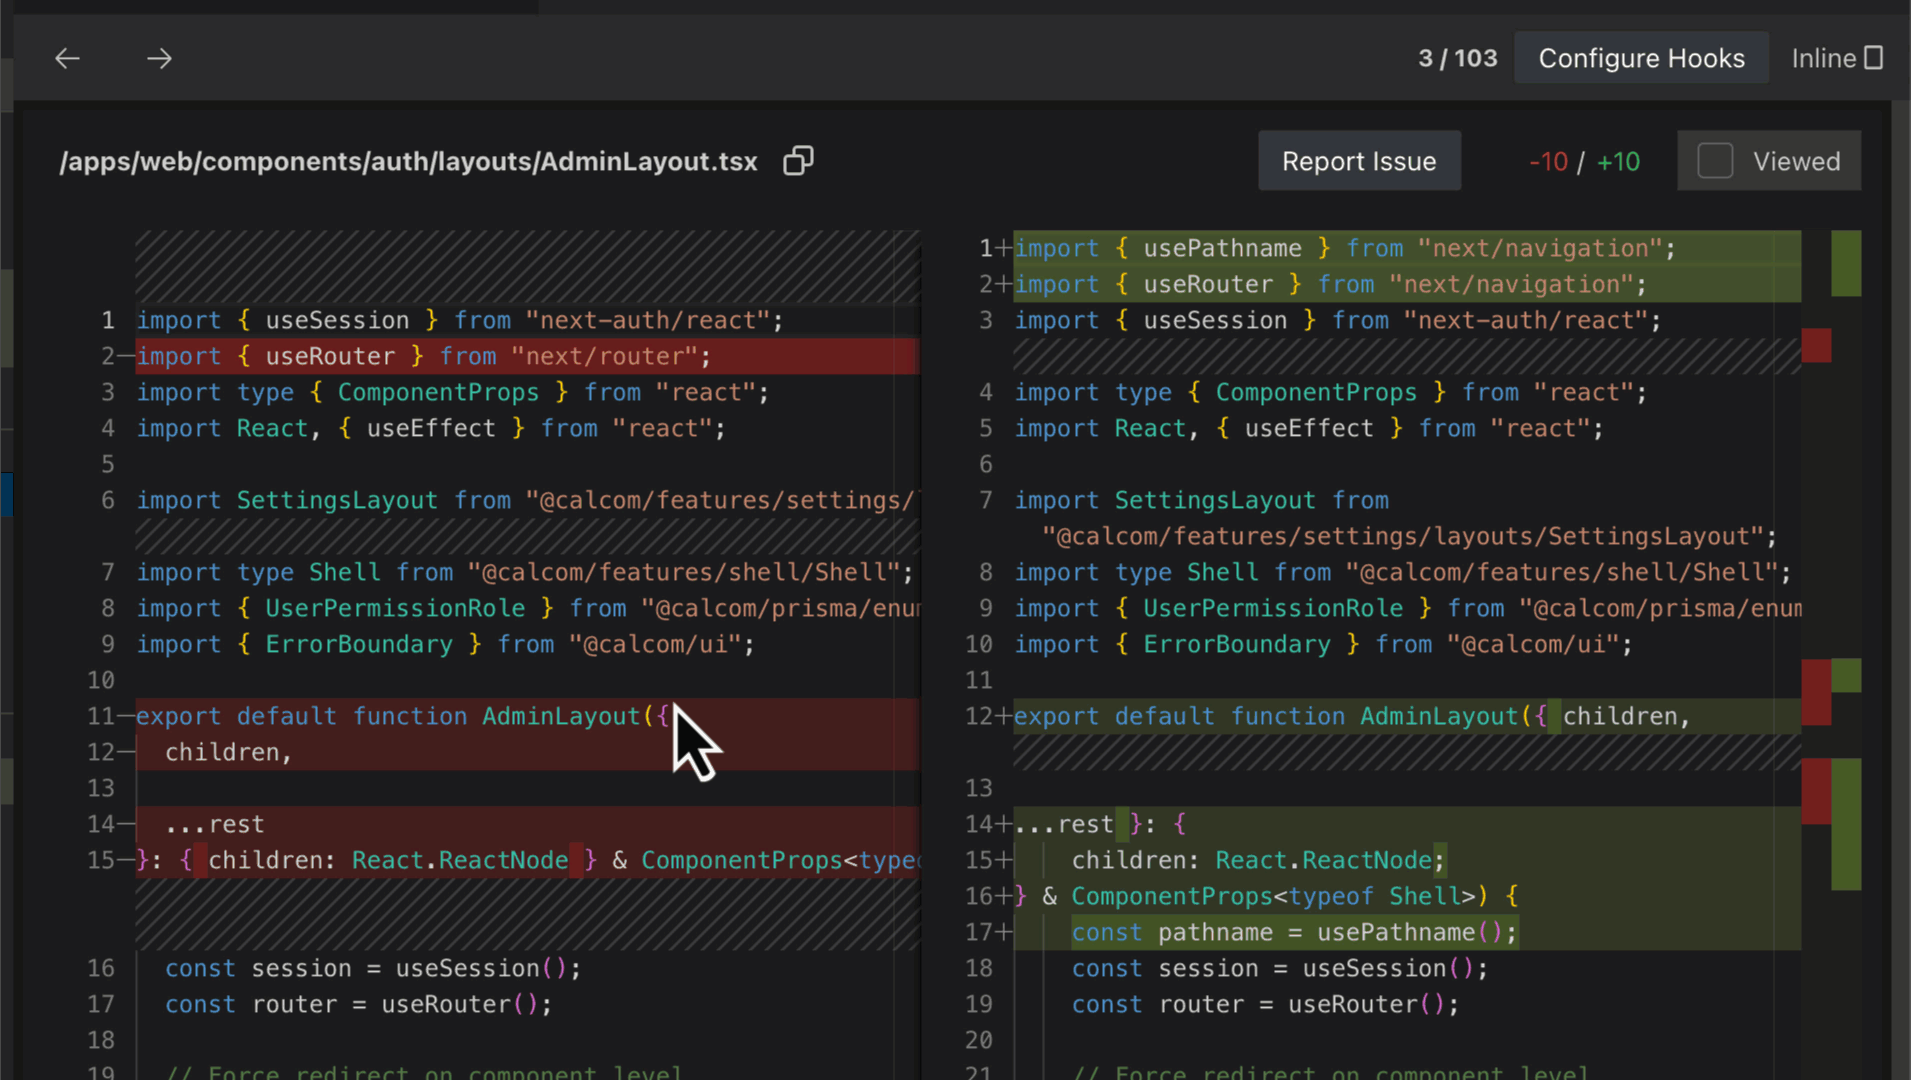 ← → 3 / 103 Configure Hooks Inline
/apps/web/components/auth/layouts/AdminLayout.tsx Report Issue -10 / +10 Viewed
1 import { useSession } from "next-auth/react";
2— import { useRouter } from "next/router";
3 import type { ComponentProps } from "react";
4 import React, { useEffect } from "react";
5
6 import SettingsLayout from "@calcom/features/settings/
7 import type Shell from "@calcom/features/shell/Shell";
8 import { UserPermissionRole } from "@calcom/prisma/enum
9 import { ErrorBoundary } from "@calcom/ui";
10
11— export default function AdminLayout({
12— children,
13
14— ...rest
15— }: { children: React.ReactNode } & ComponentProps<typeo
16 const session = useSession();
17 const router = useRouter();
18
19 // Force redirect on component level
1+ import { usePathname } from "next/navigation";
2+ import { useRouter } from "next/navigation";
3 import { useSession } from "next-auth/react";
4 import type { ComponentProps } from "react";
5 import React, { useEffect } from "react";
6
7 import SettingsLayout from
"@calcom/features/settings/layouts/SettingsLayout";
8 import type Shell from "@calcom/features/shell/Shell";
9 import { UserPermissionRole } from "@calcom/prisma/enum
10 import { ErrorBoundary } from "@calcom/ui";
11
12+ export default function AdminLayout({ children,
13
14+ ...rest }: {
15+ children: React.ReactNode;
16+ } & ComponentProps<typeof Shell>) {
17+ const pathname = usePathname();
18 const session = useSession();
19 const router = useRouter();
20
21 // Force redirect on component level